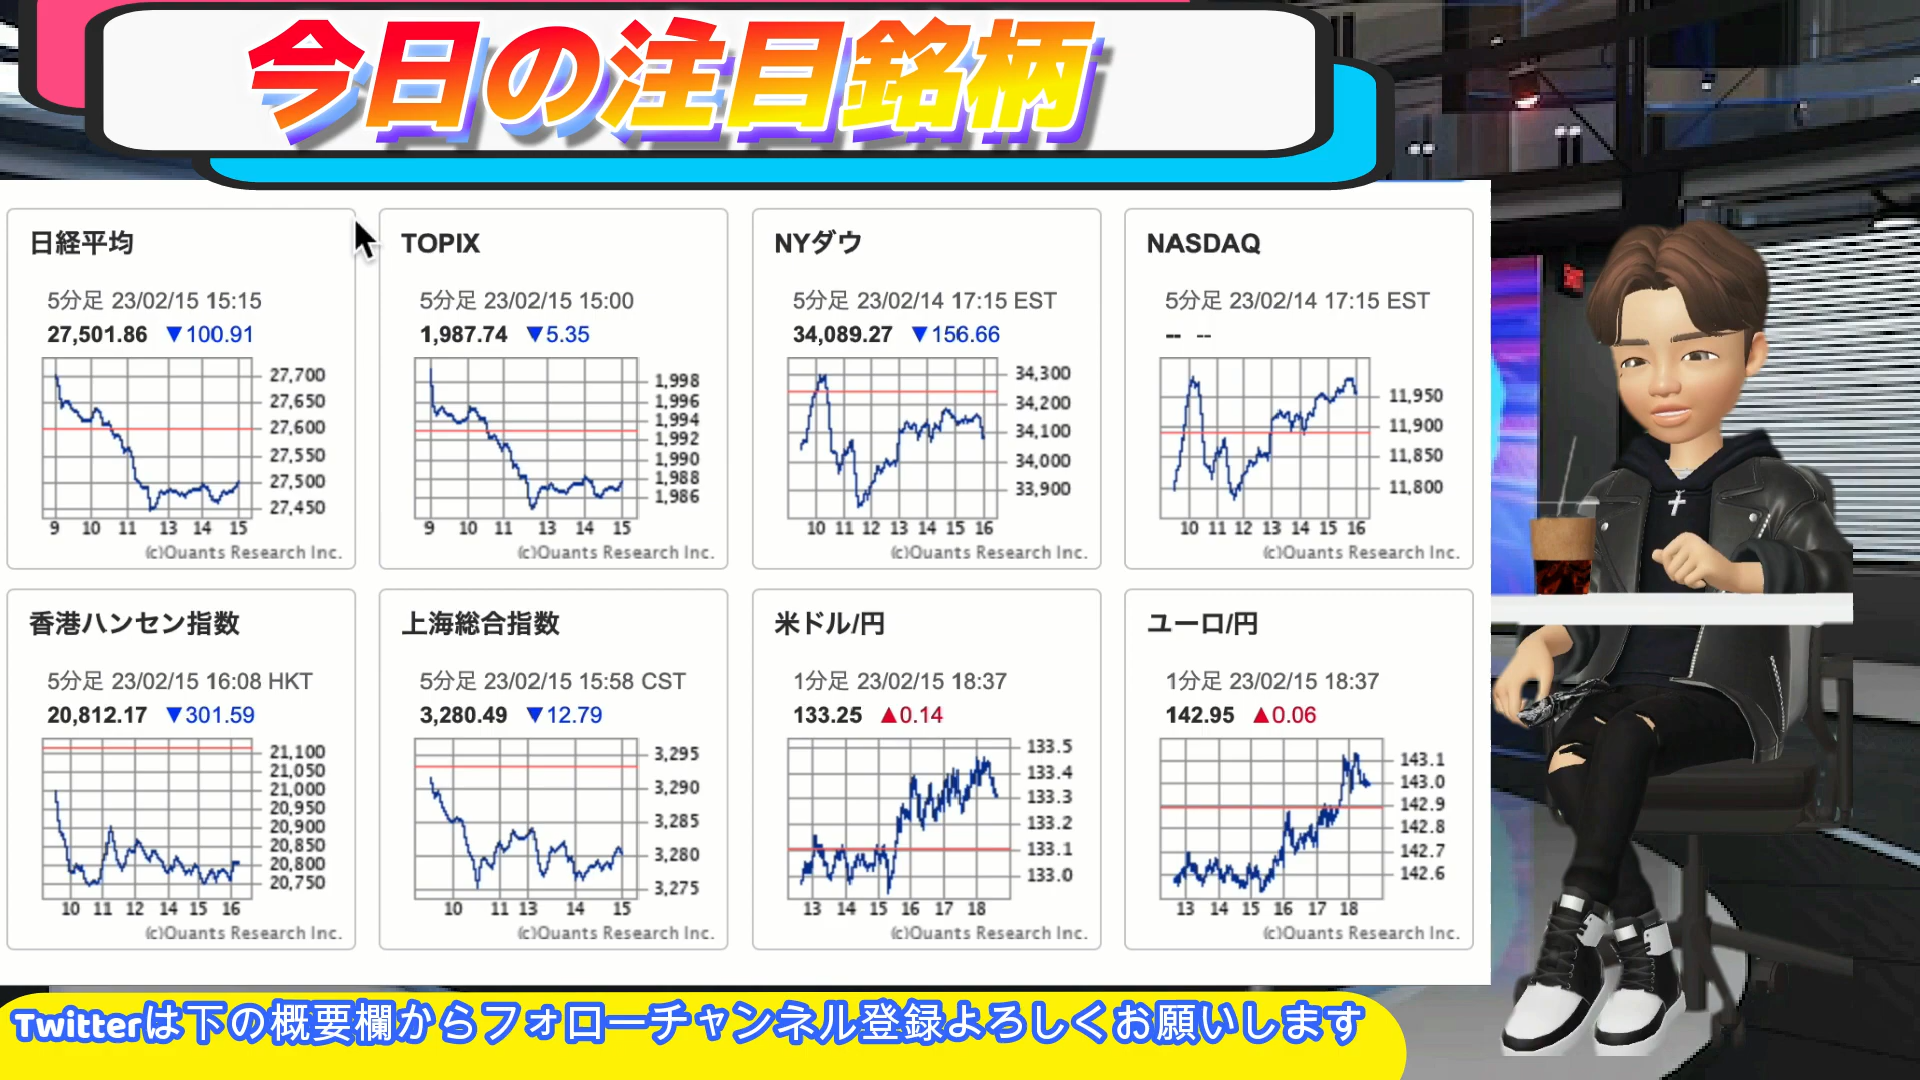 今日の注目銘柄
日経平均
5分足 23/02/15 15:15
27,501.86 ▼100.91
27,700
27,650
27,600
27,550
27,500
27,450
9 10 11 13 14 15
(c)Quants Research Inc.
TOPIX
5分足 23/02/15 15:00
1,987.74 ▼5.35
1,998
1,996
1,994
1,992
1,990
1,988
1,986
9 10 11 13 14 15
(c)Quants Research Inc.
NYダウ
5分足 23/02/14 17:15 EST
34,089.27 ▼156.66
34,300
34,200
34,100
34,000
33,900
10 11 12 13 14 15 16
(c)Quants Research Inc.
NASDAQ
5分足 23/02/14 17:15 EST
-- --
11,950
11,900
11,850
11,800
10 11 12 13 14 15 16
(c)Quants Research Inc.
香港ハンセン指数
5分足 23/02/15 16:08 HKT
20,812.17 ▼301.59
21,100
21,050
21,000
20,950
20,900
20,850
20,800
20,750
10 11 12 14 15 16
(c)Quants Research Inc.
上海総合指数
5分足 23/02/15 15:58 CST
3,280.49 ▼12.79
3,295
3,290
3,285
3,280
3,275
10 11 13 14 15
(c)Quants Research Inc.
米ドル/円
1分足 23/02/15 18:37
133.25 ▲0.14
133.5
133.4
133.3
133.2
133.1
133.0
13 14 15 16 17 18
(c)Quants Research Inc.
ユーロ/円
1分足 23/02/15 18:37
142.95 ▲0.06
143.1
143.0
142.9
142.8
142.7
142.6
13 14 15 16 17 18
(c)Quants Research Inc.
Twitterは下の概要欄からフォローチャンネル登録よろしくお願いします